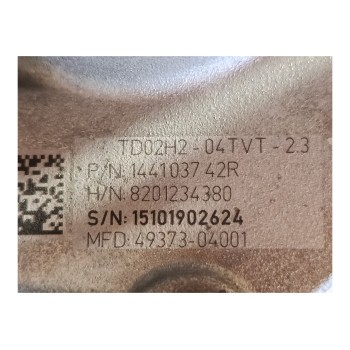 TD02H2 - 04TVT - 2.3
P/N: 1441037 42R
H/N: 8201234380
S/N: 15101902624
MFD: 49373-04001